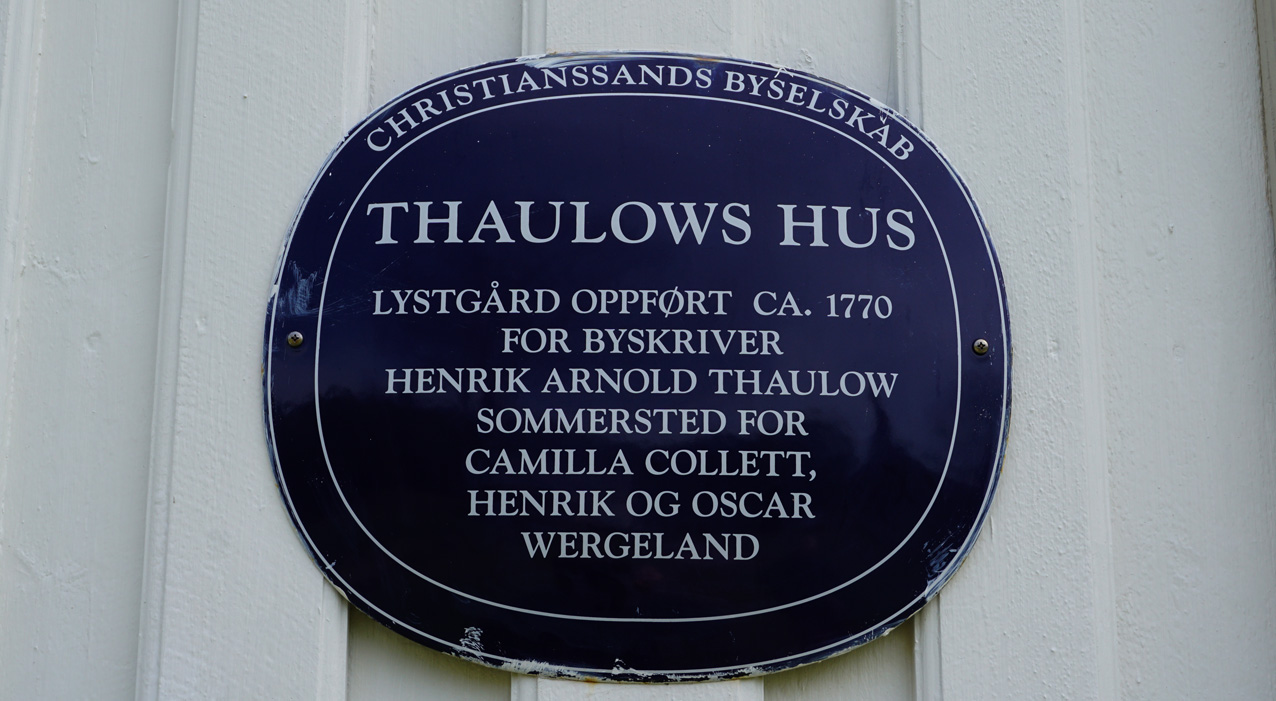 CHRISTIANSSANDS BYSELSKAB
THAULOWS HUS
LYSTGÅRD OPPFØRT CA. 1770
FOR BYSKRIVER
HENRIK ARNOLD THAULOW
SOMMERSTED FOR
CAMILLA COLLETT,
HENRIK OG OSCAR
WERGELAND